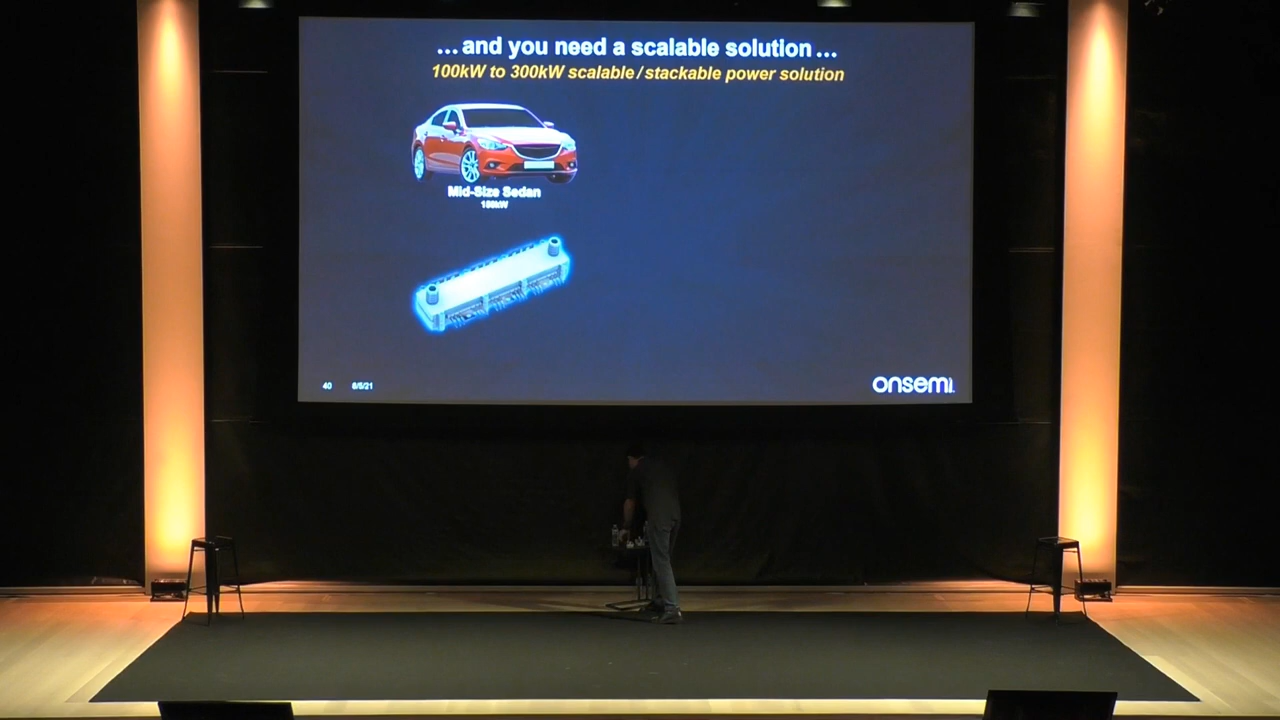 ...and you need a scalable solution...
100kW to 300kW scalable/stackable power solution
Mid-Size Sedan
40
onsemi